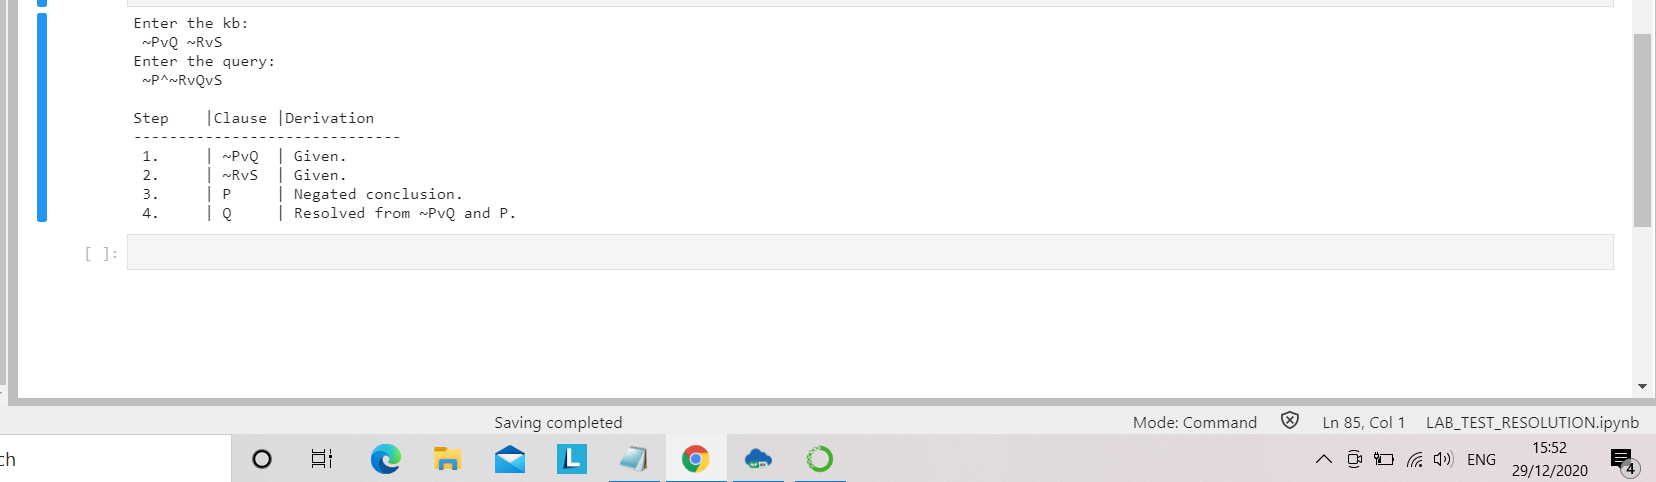 Enter the kb:
~PvQ ~RvS
Enter the query:
~P^~RvQvS
Step |Clause |Derivation
------------------------------
1. | ~PvQ | Given.
2. | ~RvS | Given.
3. | P | Negated conclusion.
4. | Q | Resolved from ~PvQ and P.
[ ]:
Saving completed Mode: Command Ln 85, Col 1 LAB_TEST_RESOLUTION.ipynb
ch L ENG 15:52
29/12/2020 4